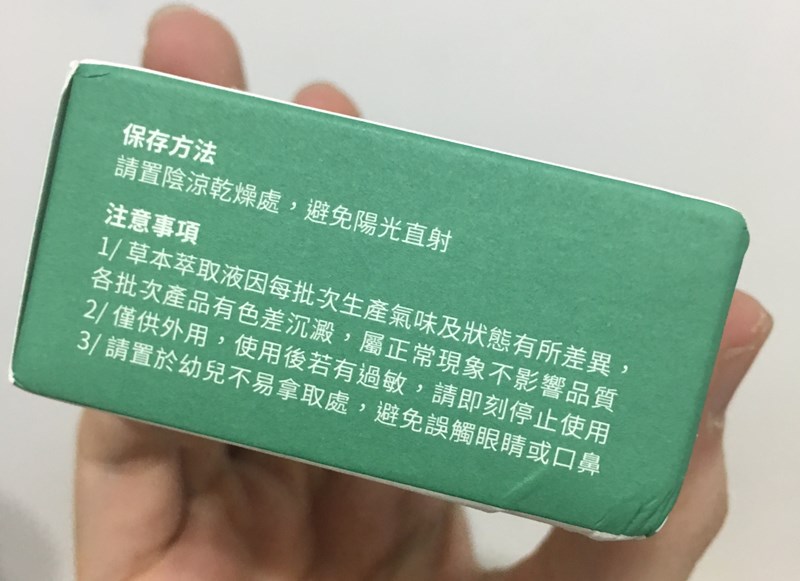 保存方法
請置陰涼乾燥處，避免陽光直射
注意事項
1/ 草本萃取液因每批次生產氣味及狀態有所差異，
各批次產品有色差沉澱，屬正常現象不影響品質
2/ 僅供外用，使用後若有過敏，請即刻停止使用
3/ 請置於幼兒不易拿取處，避免誤觸眼睛或口鼻